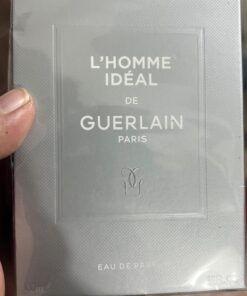 L'HOMME
IDÉAL
DE
GUERLAIN
PARIS
EAU DE PARFUM